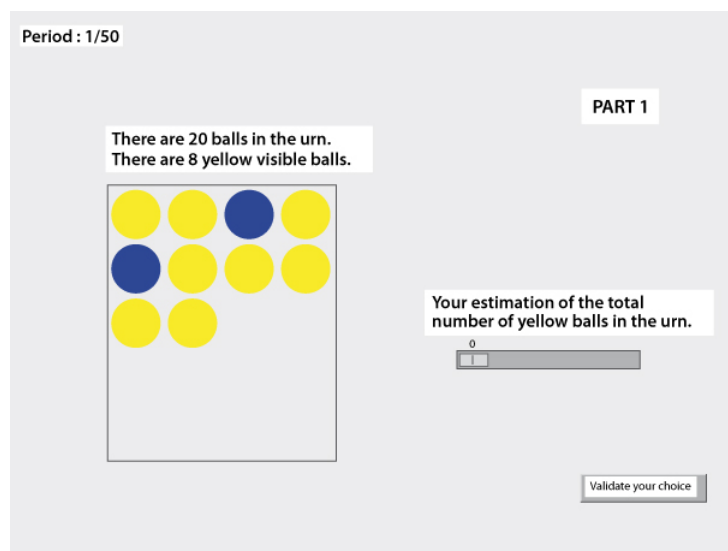 Period : 1/50
PART 1
There are 20 balls in the urn.
There are 8 yellow visible balls.
Your estimation of the total
number of yellow balls in the urn.
0
Validate your choice